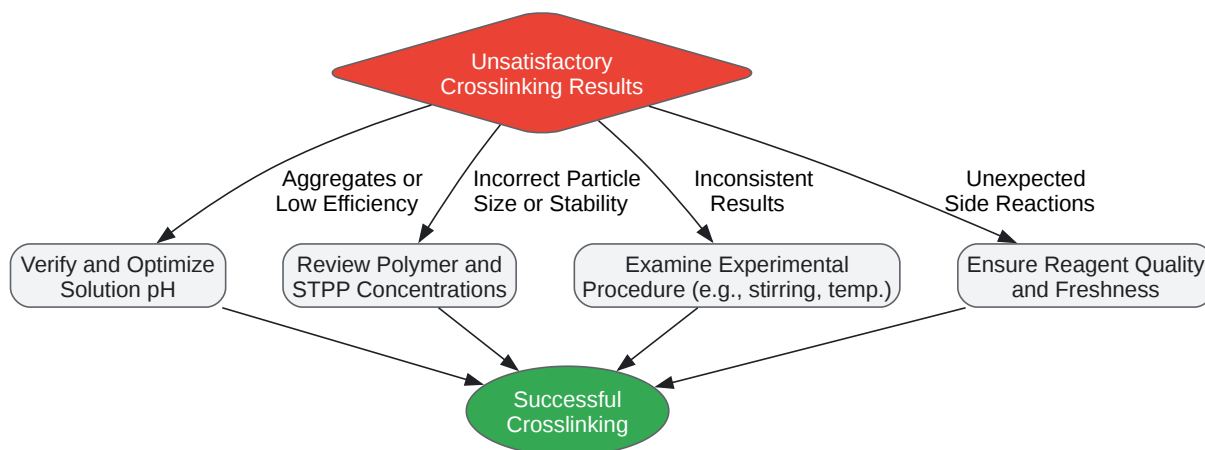 Unsatisfactory
Crosslinking Results
Aggregates or
Low Efficiency
Incorrect Particle
Size or Stability
Inconsistent
Results
Unexpected
Side Reactions
Verify and Optimize
Solution pH
Review Polymer and
STPP Concentrations
Examine Experimental
Procedure (e.g., stirring, temp.)
Ensure Reagent Quality
and Freshness
Successful
Crosslinking